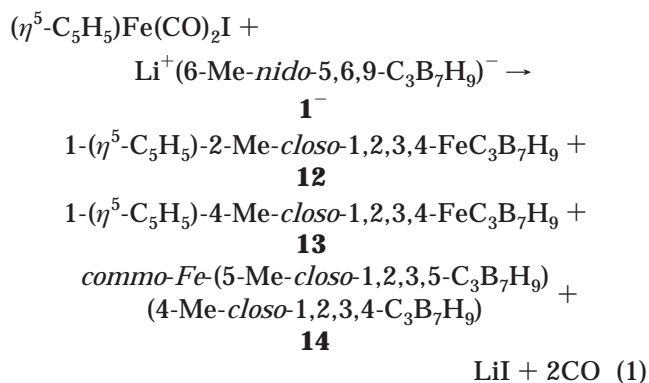 (η⁵-C₅H₅)Fe(CO)₂I +
Li⁺(6-Me-nido-5,6,9-C₃B₇H₉)⁻ →
1⁻
1-(η⁵-C₅H₅)-2-Me-closo-1,2,3,4-FeC₃B₇H₉ +
12
1-(η⁵-C₅H₅)-4-Me-closo-1,2,3,4-FeC₃B₇H₉ +
13
commo-Fe-(5-Me-closo-1,2,3,5-C₃B₇H₉)
(4-Me-closo-1,2,3,4-C₃B₇H₉) +
14
LiI + 2CO (1)